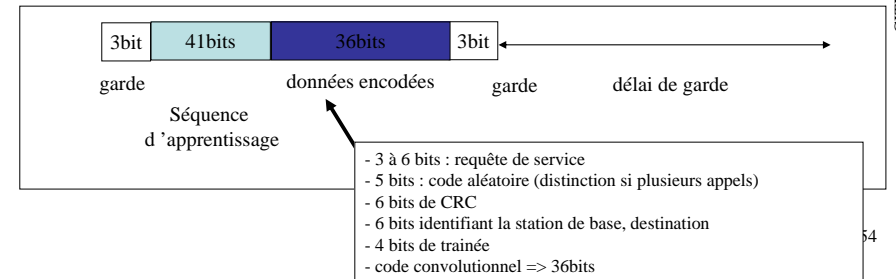 3bit 41bits 36bits 3bit
garde données encodées garde délai de garde
Séquence
d ’apprentissage
- 3 à 6 bits : requête de service
- 5 bits : code aléatoire (distinction si plusieurs appels)
- 6 bits de CRC
- 6 bits identifiant la station de base, destination
- 4 bits de trainée
- code convolutionnel => 36bits
54